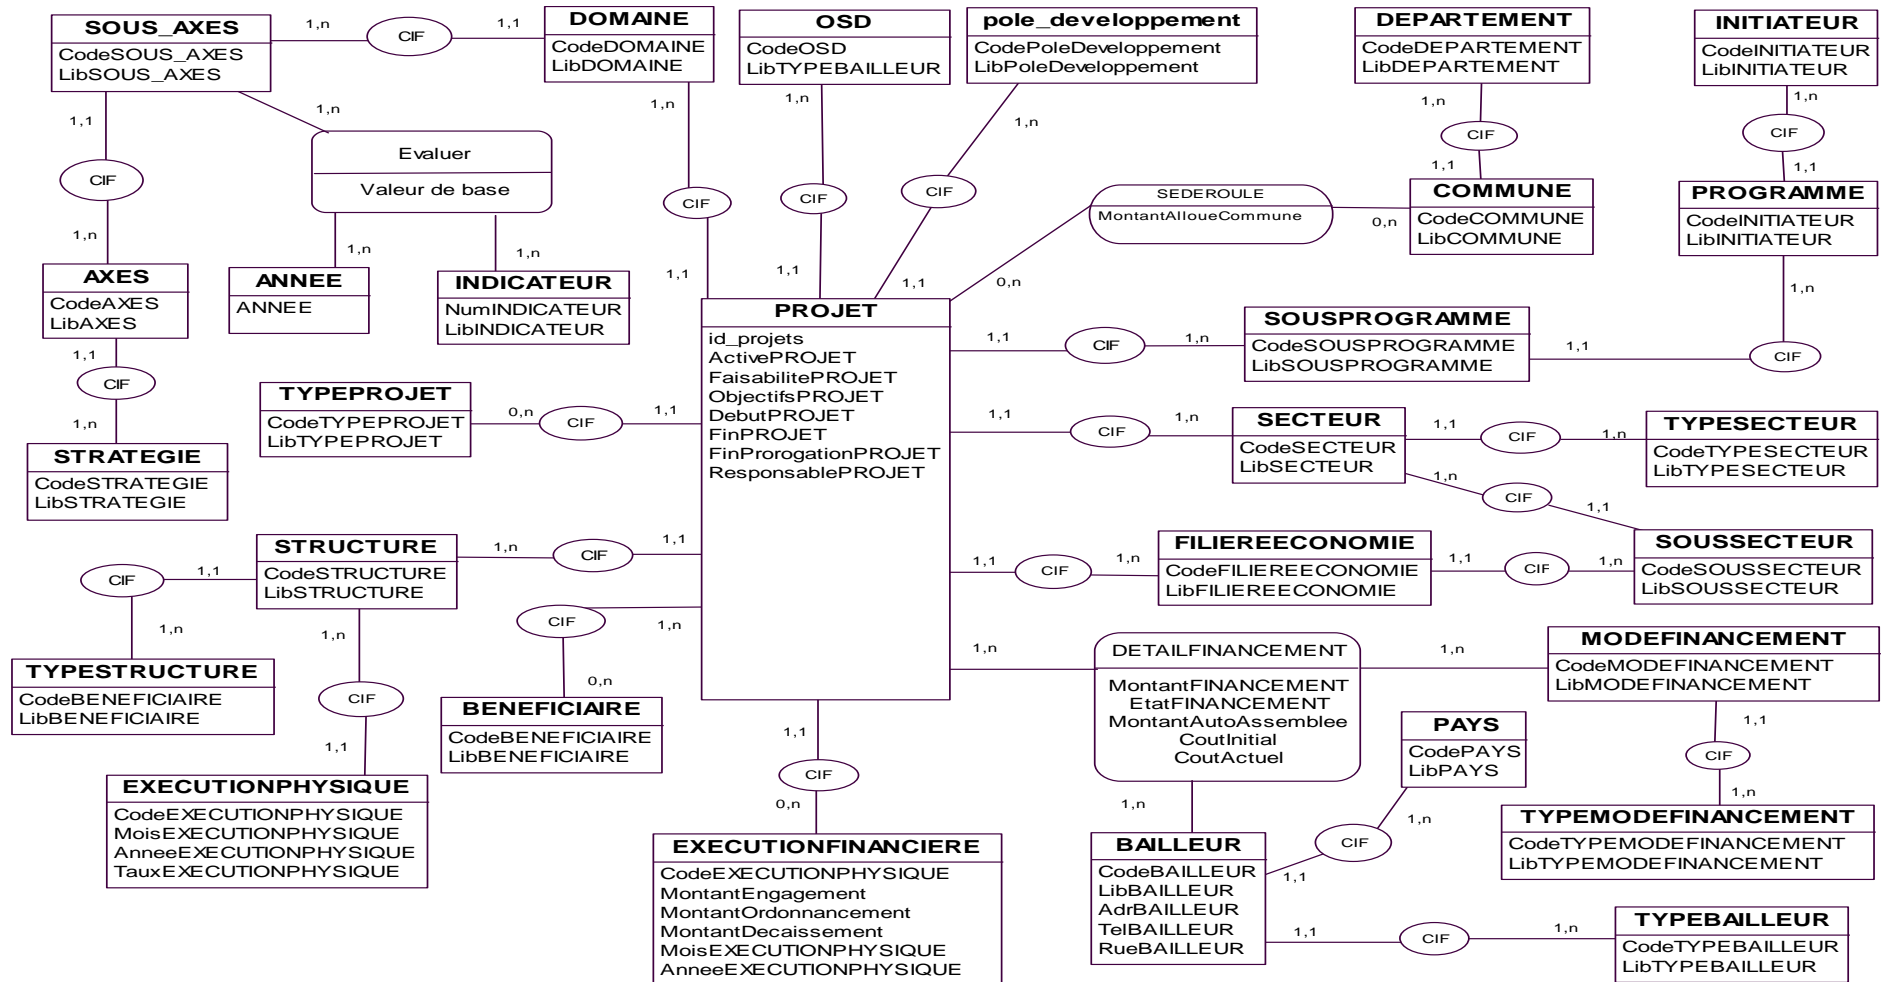 SOUS_AXES
CodeSOUS_AXES
LibSOUS_AXES
1,n
CIF
1,1
DOMAINE
CodeDOMAINE
LibDOMAINE
OSD
CodeOSD
LibTYPEBAILLEUR
pole_developpement
CodePoleDeveloppement
LibPoleDeveloppement
DEPARTEMENT
CodeDEPARTEMENT
LibDEPARTEMENT
INITIATEUR
CodeINITIATEUR
LibINITIATEUR
1,1
1,n
1,n
1,n
1,n
1,n
1,n
CIF
CIF
Evaluer
Valeur de base
CIF
CIF
CIF
CIF
1,1
1,1
SEDEROULE
MontantAlloueCommune
0,n
COMMUNE
CodeCOMMUNE
LibCOMMUNE
PROGRAMME
CodeINITIATEUR
LibINITIATEUR
1,n
1,n
1,n
1,1
1,1
1,1
0,n
1,n
AXES
CodeAXES
LibAXES
ANNEE
ANNEE
INDICATEUR
NumINDICATEUR
LibINDICATEUR
PROJET
id_projets
ActivePROJET
FaisabilitePROJET
ObjectifsPROJET
DebutPROJET
FinPROJET
FinProrogationPROJET
ResponsablePROJET
1,1
CIF
1,n
SOUSPROGRAMME
CodeSOUSPROGRAMME
LibSOUSPROGRAMME
1,1
CIF
1,1
CIF
1,n
STRATEGIE
CodeSTRATEGIE
LibSTRATEGIE
TYPEPROJET
CodeTYPEPROJET
LibTYPEPROJET
0,n
CIF
1,1
1,1
CIF
1,n
SECTEUR
CodeSECTEUR
LibSECTEUR
1,1
CIF
1,n
TYPESECTEUR
CodeTYPESECTEUR
LibTYPESECTEUR
1,n
CIF
1,1
STRUCTURE
CodeSTRUCTURE
LibSTRUCTURE
1,n
CIF
1,1
1,1
CIF
1,n
FILIEREECONOMIE
CodeFILIEREECONOMIE
LibFILIEREECONOMIE
1,1
CIF
1,n
SOUSSECTEUR
CodeSOUSSECTEUR
LibSOUSSECTEUR
CIF
1,1
1,n
1,n
CIF
1,n
TYPESTRUCTURE
CodeBENEFICIAIRE
LibBENEFICIAIRE
CIF
0,n
BENEFICIAIRE
CodeBENEFICIAIRE
LibBENEFICIAIRE
1,n
DETAILFINANCEMENT
MontantFINANCEMENT
EtatFINANCEMENT
MontantAutoAssemblee
CoutInitial
CoutActuel
1,n
MODEFINANCEMENT
CodeMODEFINANCEMENT
LibMODEFINANCEMENT
1,1
1,1
PAYS
CodePAYS
LibPAYS
1,1
CIF
CIF
1,n
EXECUTIONPHYSIQUE
CodeEXECUTIONPHYSIQUE
MoisEXECUTIONPHYSIQUE
AnneeEXECUTIONPHYSIQUE
TauxEXECUTIONPHYSIQUE
0,n
EXECUTIONFINANCIERE
CodeEXECUTIONPHYSIQUE
MontantEngagement
MontantOrdonnancement
MontantDecaissement
MoisEXECUTIONPHYSIQUE
AnneeEXECUTIONPHYSIQUE
1,n
BAILLEUR
CodeBAILLEUR
LibBAILLEUR
AdrBAILLEUR
TelBAILLEUR
RueBAILLEUR
1,n
CIF
1,1
TYPEMODEFINANCEMENT
CodeTYPEMODEFINANCEMENT
LibTYPEMODEFINANCEMENT
1,1
CIF
1,n
TYPEBAILLEUR
CodeTYPEBAILLEUR
LibTYPEBAILLEUR